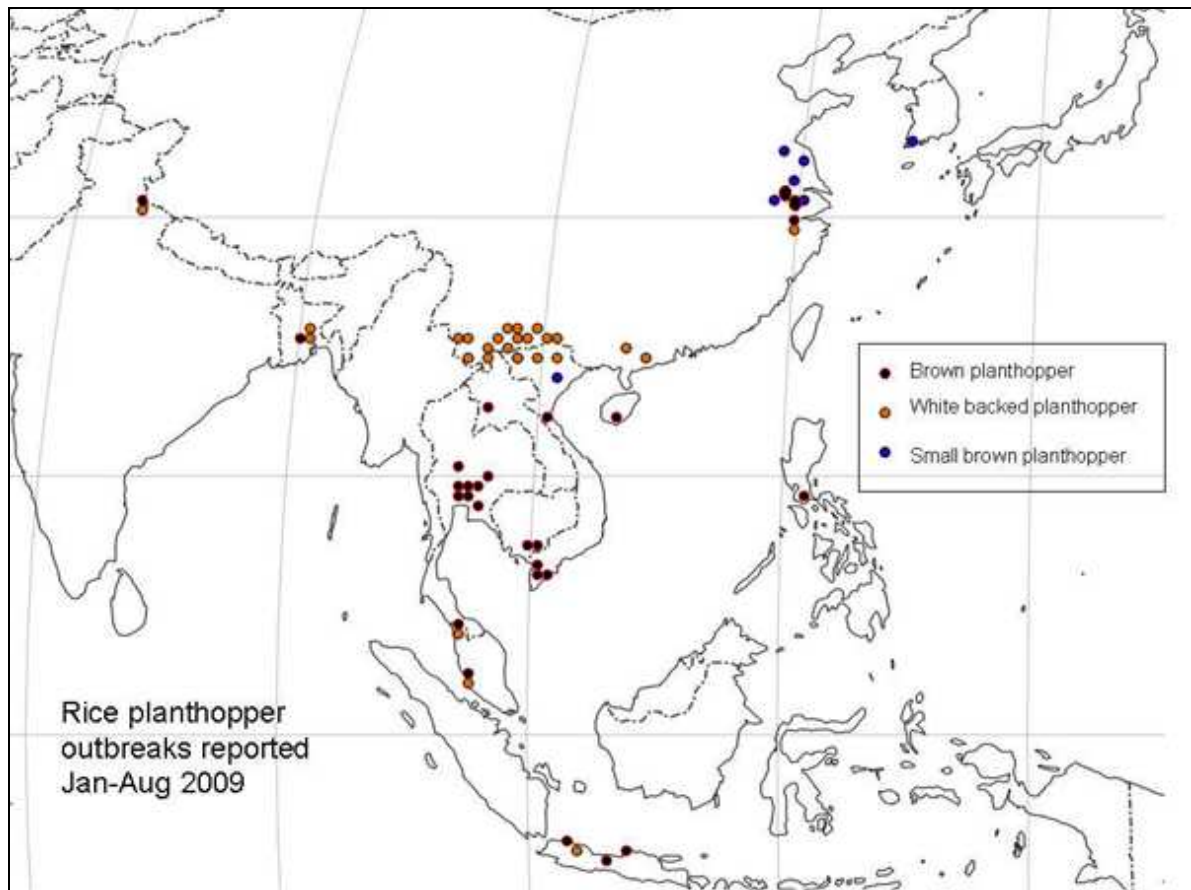 Brown planthopper
White backed planthopper
Small brown planthopper
Rice planthopper
outbreaks reported
Jan-Aug 2009